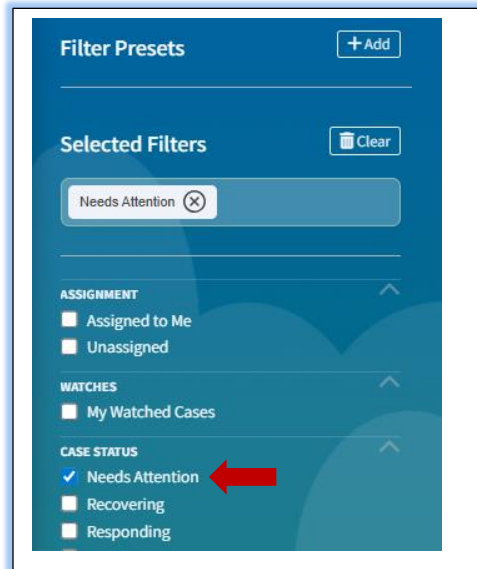 Filter Presets
+ Add
Selected Filters
Clear
Needs Attention
ASSIGNMENT
Assigned to Me
Unassigned
WATCHES
My Watched Cases
CASE STATUS
Needs Attention
Recovering
Responding